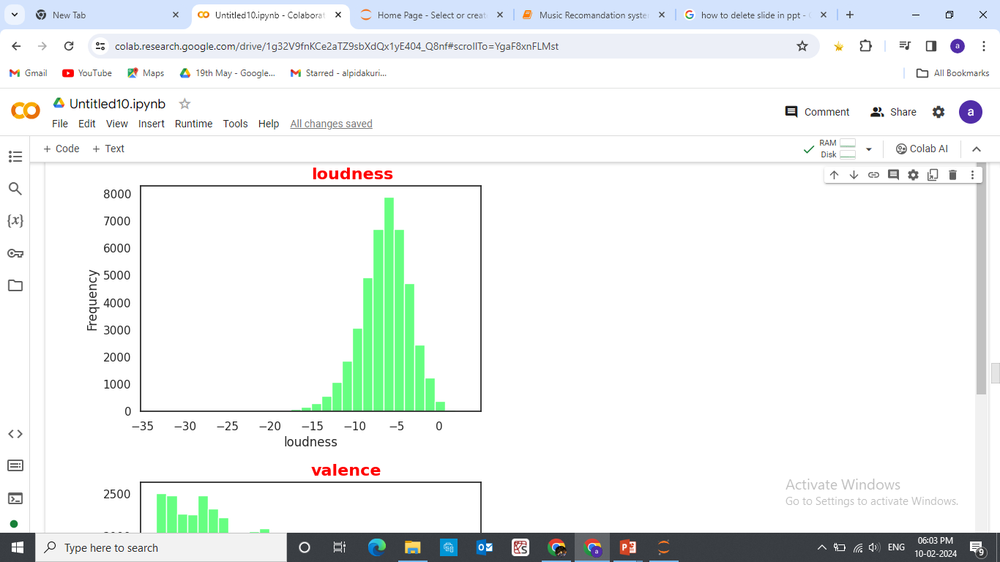 New Tab
Untitled10.ipynb - Colaborat
Home Page - Select or creat
Music Recomandation syste
how to delete slide in ppt -
colab.research.google.com/drive/1g32V9fnKCe2aTZ9sbXdQx1yE404_Q8nf#scrollTo=YgaF8xnFLMst
a
Gmail
YouTube
Maps
19th May - Google...
Starred - alpidakuri...
All Bookmarks
CO
Untitled10.ipynb
Comment
Share
a
File Edit View Insert Runtime Tools Help All changes saved
+ Code + Text
RAM
Disk
Colab AI
{x}
loudness
8000
7000
6000
5000
4000
3000
2000
1000
0
Frequency
−35 −30 −25 −20 −15 −10 −5 0
loudness
valence
2500
Activate Windows
Go to Settings to activate Windows.
Type here to search
ENG
06:03 PM
10-02-2024
9